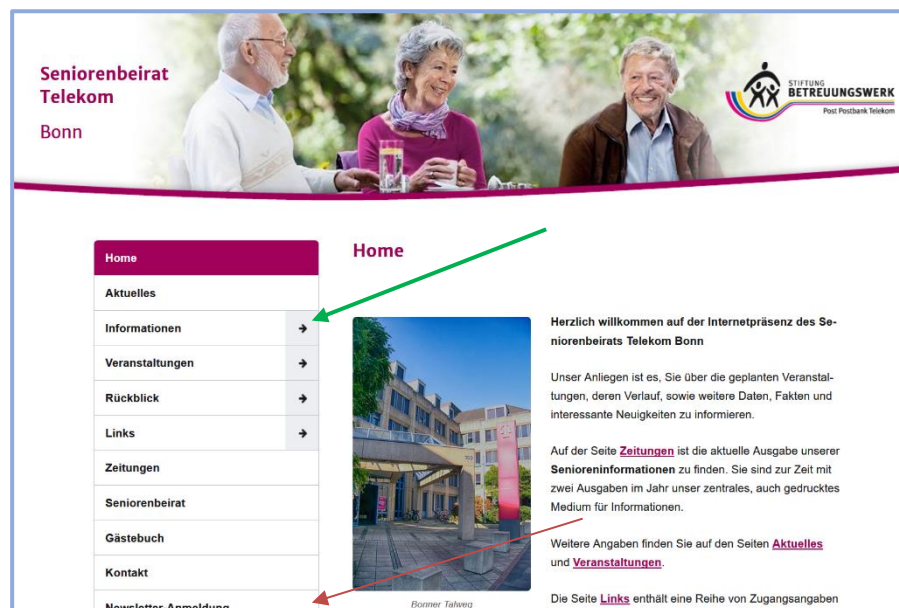 Seniorenbeirat
Telekom
Bonn
STIFTUNG
BETREUUNGSWERK
Post Postbank Telekom
Home
Aktuelles
Informationen
Veranstaltungen
Rückblick
Links
Zeitungen
Seniorenbeirat
Gästebuch
Kontakt
Newsletter-Anmeldung
Home
Bonner Talweg
Herzlich willkommen auf der Internetpräsenz des Se-
niorenbeirats Telekom Bonn
Unser Anliegen ist es, Sie über die geplanten Veranstal-
tungen, deren Verlauf, sowie weitere Daten, Fakten und
interessante Neuigkeiten zu informieren.
Auf der Seite Zeitungen ist die aktuelle Ausgabe unserer
Senioreninformationen zu finden. Sie sind zur Zeit mit
zwei Ausgaben im Jahr unser zentrales, auch gedrucktes
Medium für Informationen.
Weitere Angaben finden Sie auf den Seiten Aktuelles
und Veranstaltungen.
Die Seite Links enthält eine Reihe von Zugangsangaben